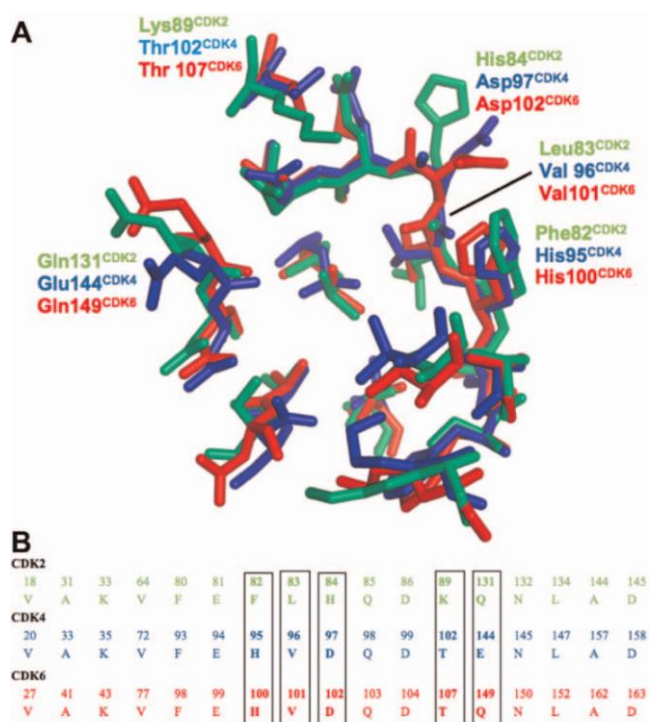 A
Lys89CDK2
Thr102CDK4
Thr 107CDK6
His84CDK2
Asp97CDK4
Asp102CDK6
Leu83CDK2
Val 96CDK4
Val101CDK6
Phe82CDK2
His95CDK4
His100CDK6
Gln131CDK2
Glu144CDK4
Gln149CDK6
B
CDK2
18 31 33 64 80 81 82 83 84 85 86 89 131 132 134 144 145
V A K V F E F L H Q D K Q N L A D
CDK4
20 33 35 72 93 94 95 96 97 98 99 102 144 145 147 157 158
V A K V F E H V D Q D T E N L A D
CDK6
27 41 43 77 98 99 100 101 102 103 104 107 149 150 152 162 163
V A K V F E H V D Q D T Q N L A D